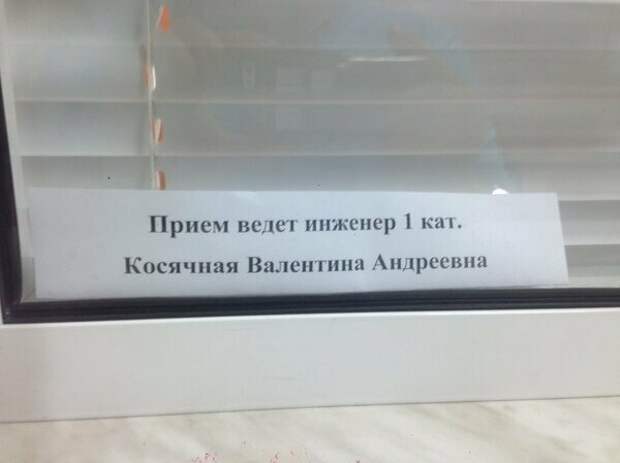 Прием ведет инженер 1 кат.
Косячная Валентина Андреевна